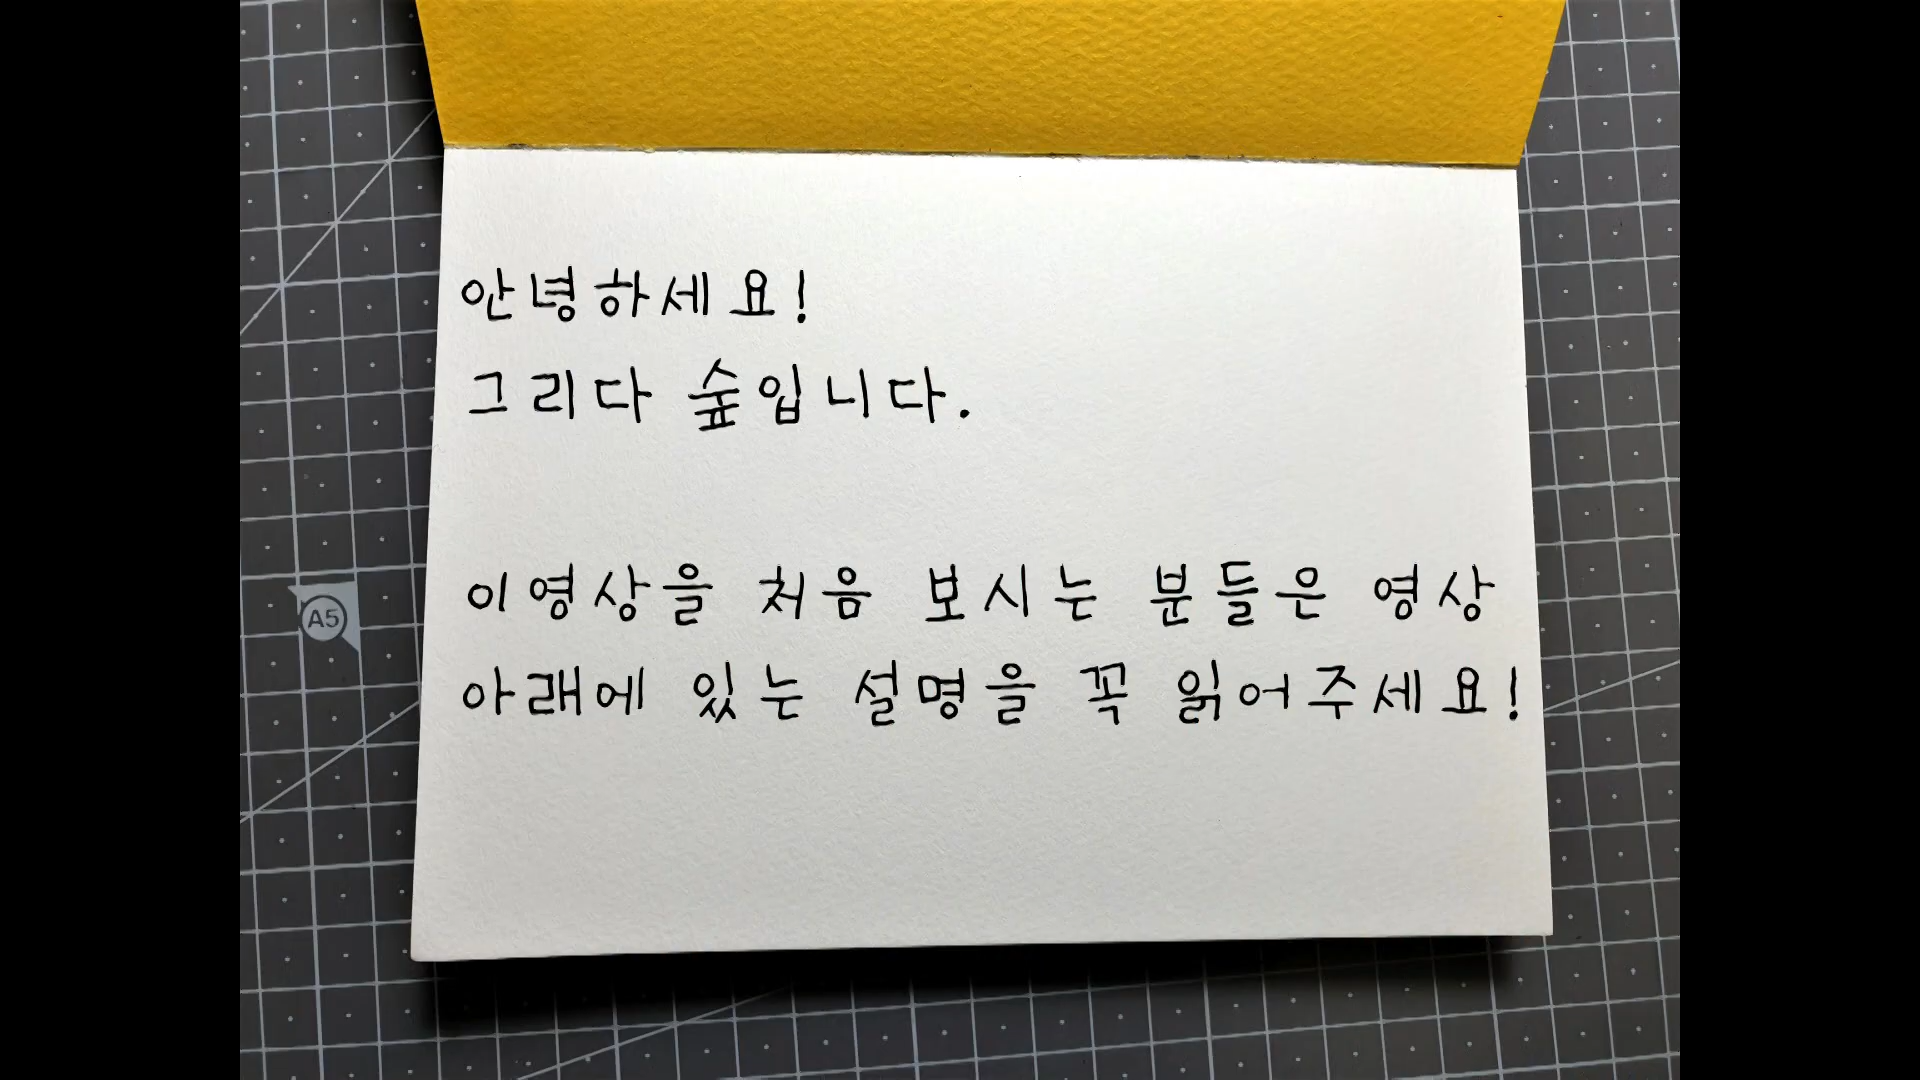 안녕하세요!
그리다 숲입니다.
이영상을 처음 보시는 분들은 영상
아래에 있는 설명을 꼭 읽어주세요!
A5